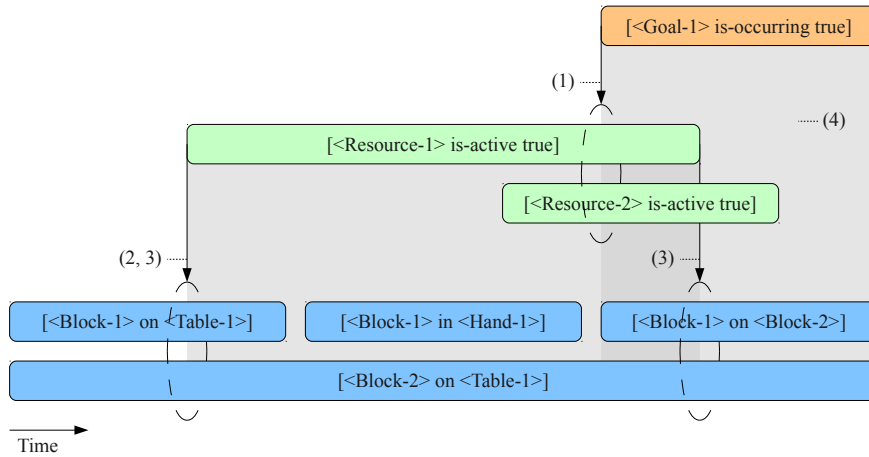 [<Goal-1> is-occurring true]
(1)
(4)
[<Resource-1> is-active true]
[<Resource-2> is-active true]
(2, 3)
(3)
[<Block-1> on <Table-1>]
[<Block-1> in <Hand-1>]
[<Block-1> on <Block-2>]
[<Block-2> on <Table-1>]
Time